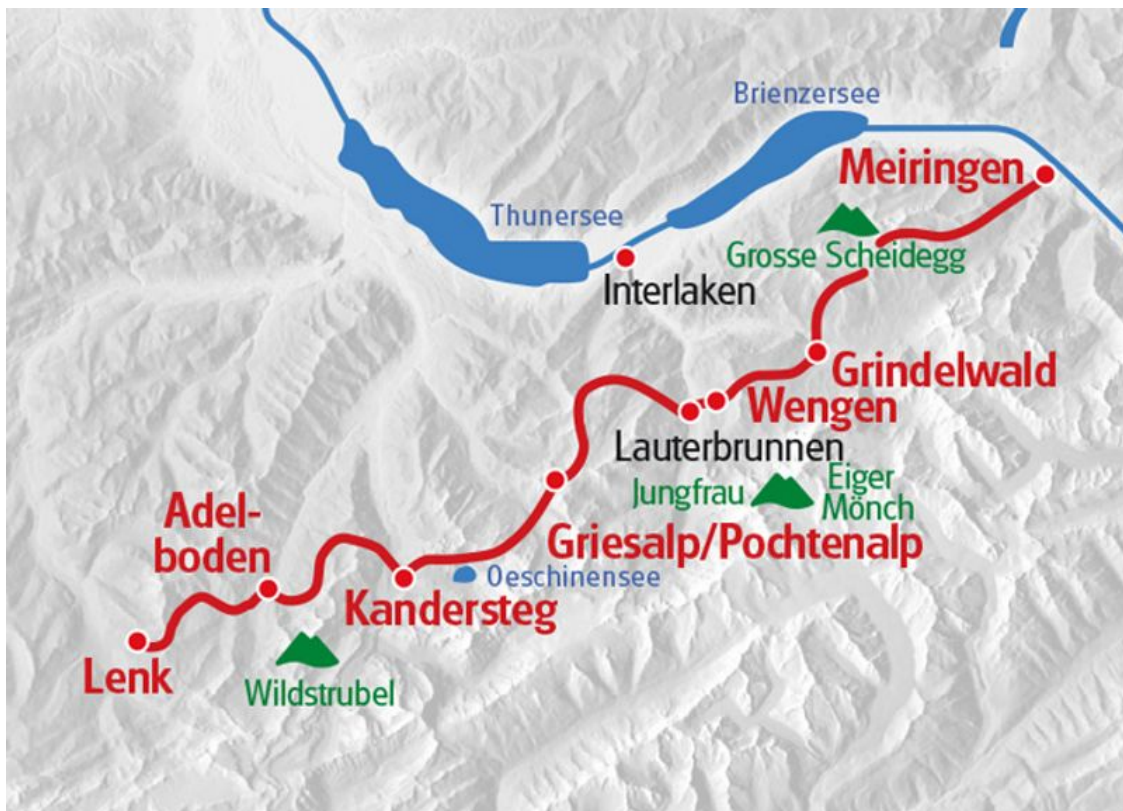 Brienzersee
Meiringen
Thunersee
Grosse Scheidegg
Interlaken
Grindelwald
Wengen
Lauterbrunnen
Jungfrau
Eiger
Mönch
Adel-
boden
Griesalp/Pochtenalp
Oeschinensee
Kandersteg
Lenk
Wildstrubel